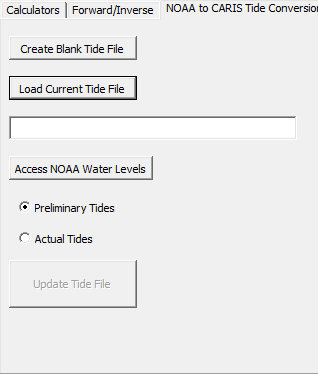 Calculators Forward/Inverse NOAA to CARIS Tide Conversion
Create Blank Tide File
Load Current Tide File
Access NOAA Water Levels
Preliminary Tides
Actual Tides
Update Tide File